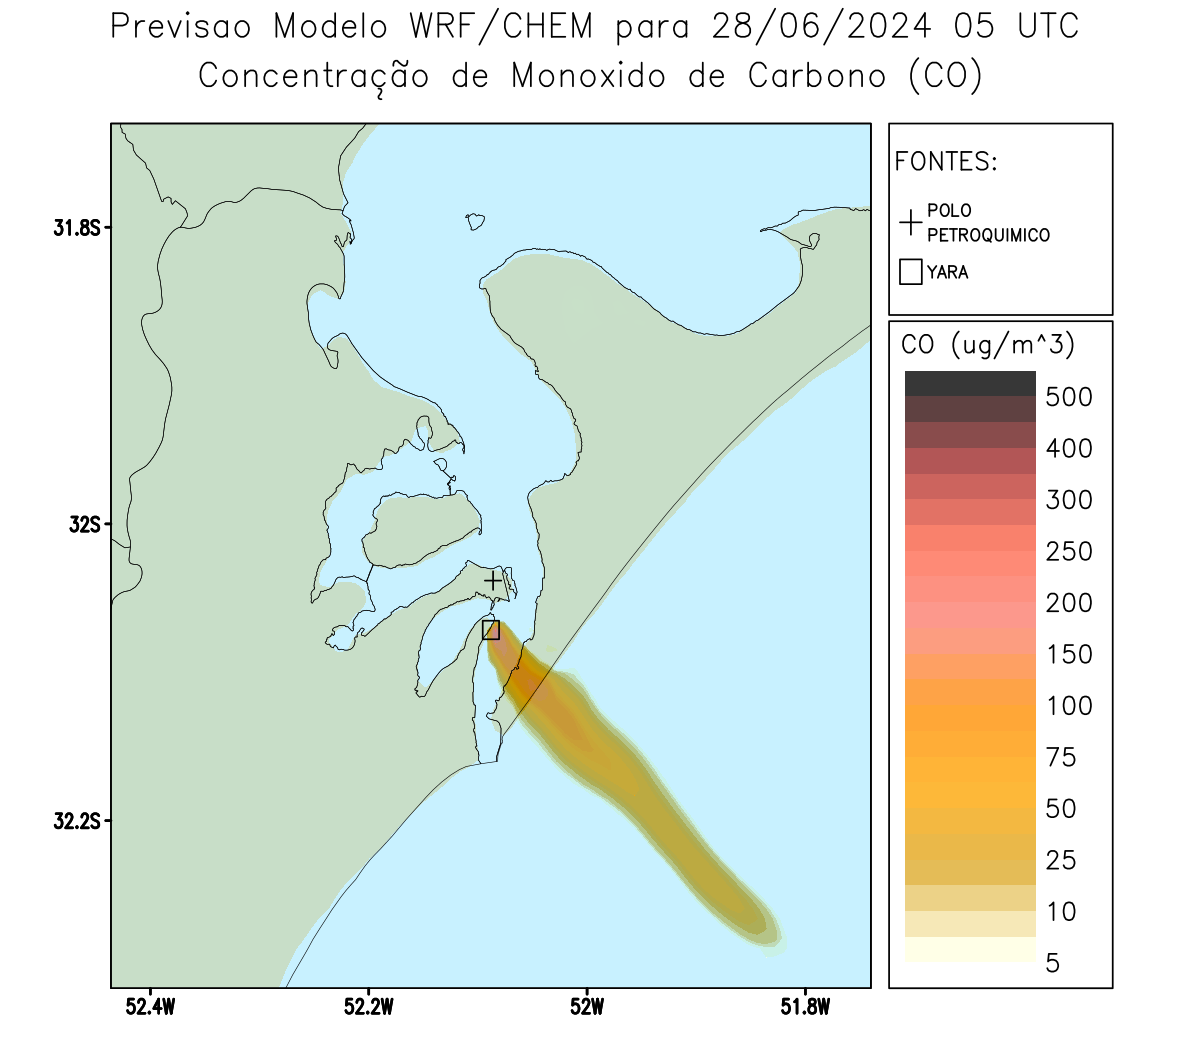 Previsao Modelo WRF/CHEM para 28/06/2024 05 UTC
Concentração de Monoxido de Carbono (CO)
FONTES:
POLO
PETROQUIMICO
YARA
CO (ug/m^3)
500
400
300
250
200
150
100
75
50
25
10
5
31.8S
32S
32.2S
52.4W
52.2W
52W
51.8W